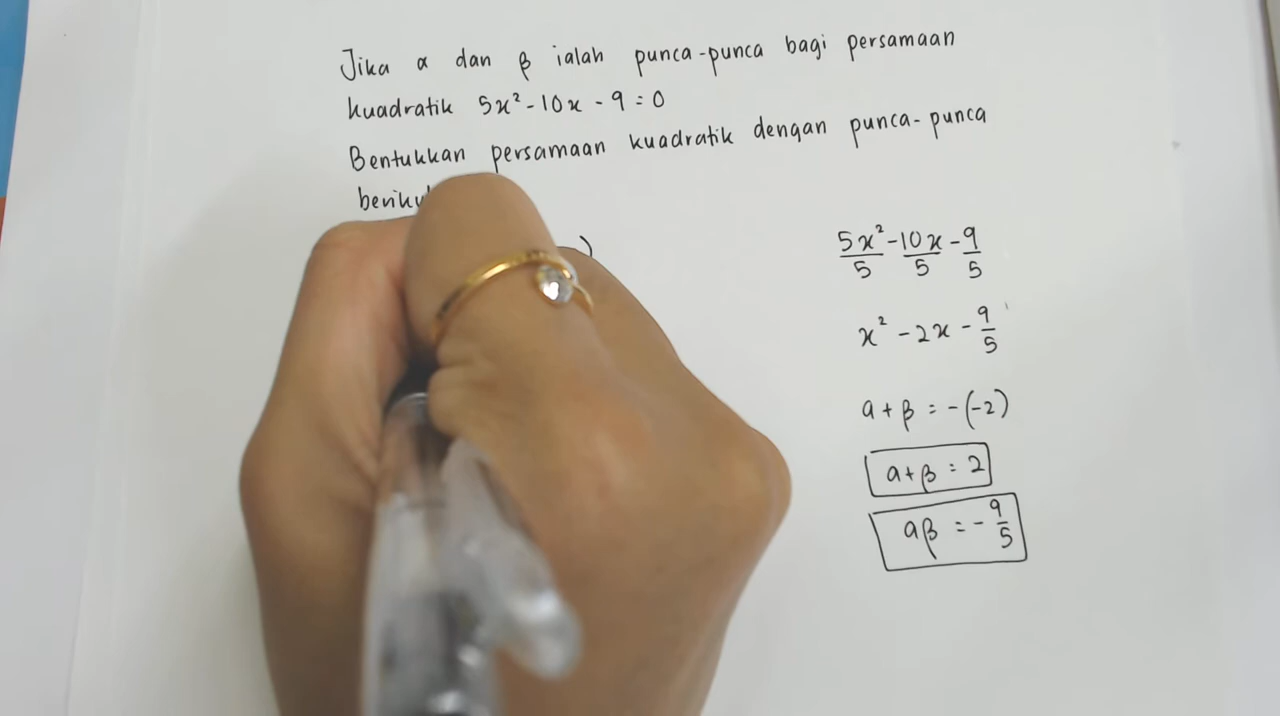 Jika α dan β ialah punca-punca bagi persamaan
kuadratik 5x² - 10x - 9 = 0
Bentukkan persamaan kuadratik dengan punca-punca
5x²/5 - 10x/5 - 9/5
x² - 2x - 9/5
α + β = -(-2)
α + β = 2
αβ = - 9/5